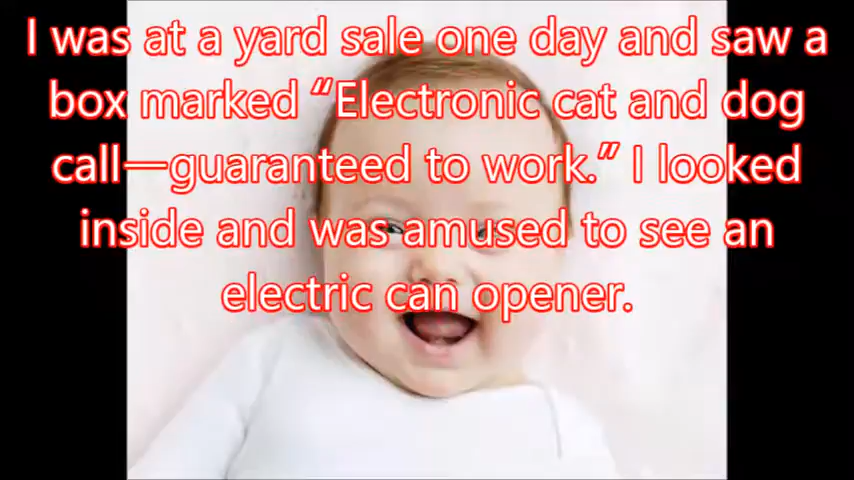 I was at a yard sale one day and saw a
box marked “Electronic cat and dog
call—guaranteed to work.” I looked
inside and was amused to see an
electric can opener.